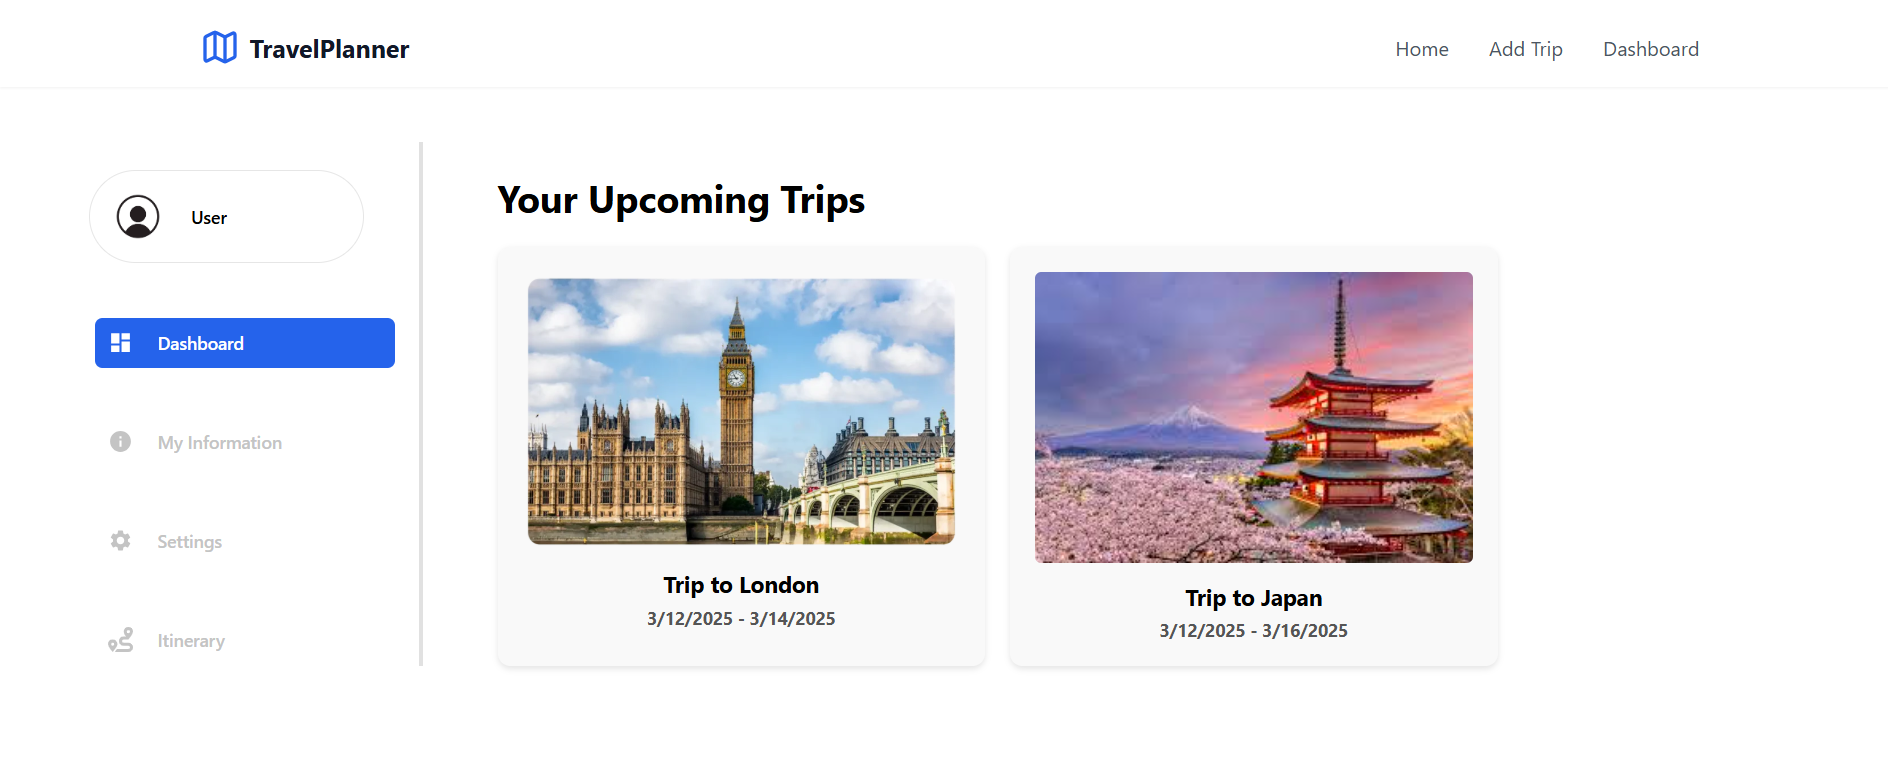 TravelPlanner
Home
Add Trip
Dashboard
User
Dashboard
My Information
Settings
Itinerary
Your Upcoming Trips
Trip to London
3/12/2025 - 3/14/2025
Trip to Japan
3/12/2025 - 3/16/2025